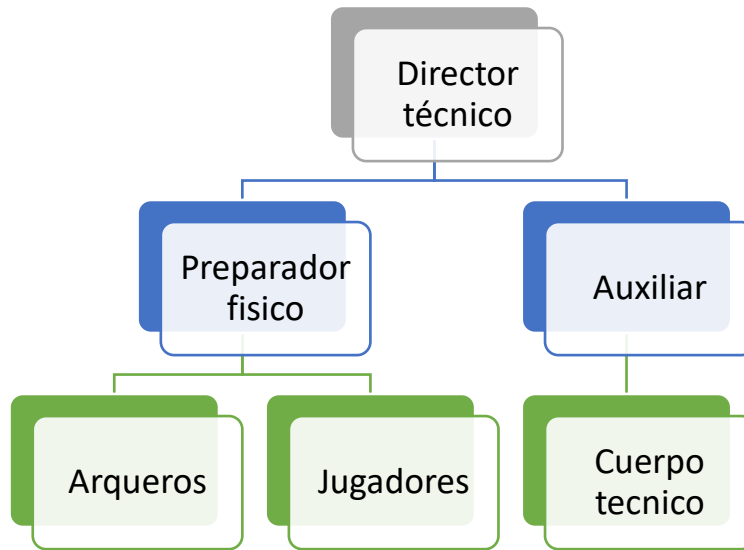 Director
técnico
Preparador
fisico
Auxiliar
Arqueros
Jugadores
Cuerpo
tecnico